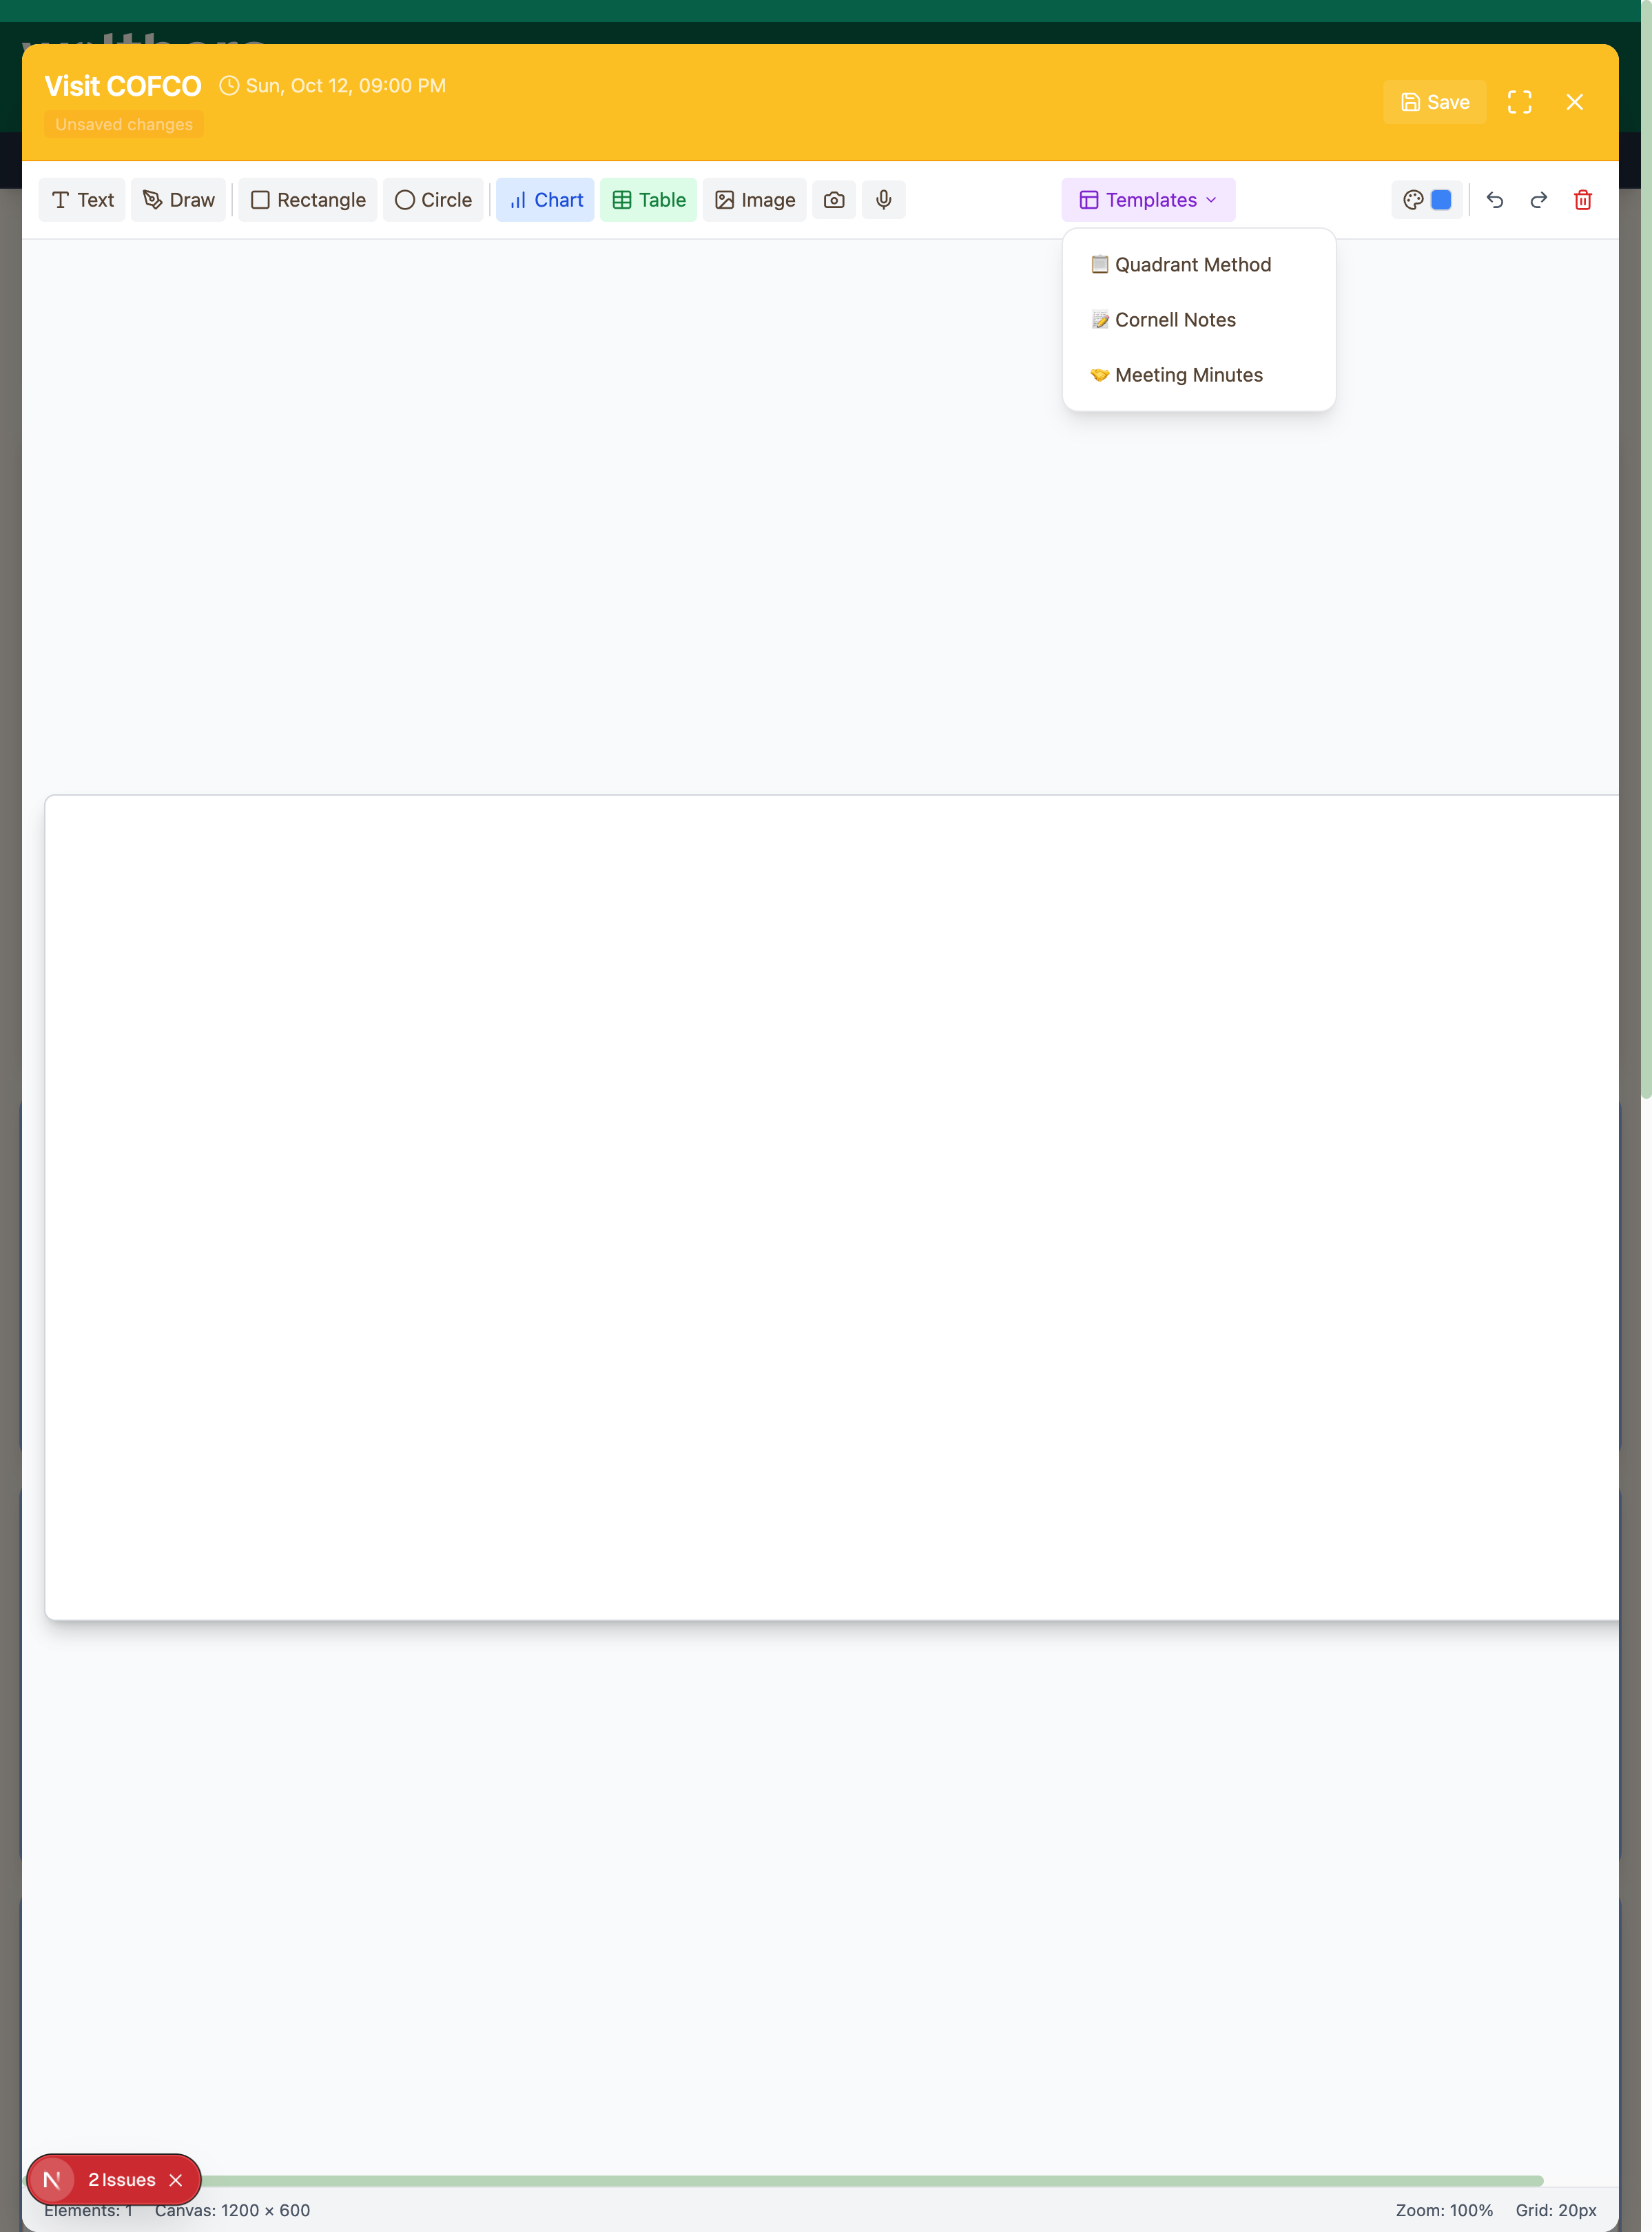 Visit COFCO
Sun, Oct 12, 09:00 PM
Unsaved changes
Save
Text
Draw
Rectangle
Circle
Chart
Table
Image
Templates
Quadrant Method
Cornell Notes
Meeting Minutes
N
2 Issues
Elements: 1
Canvas: 1200 × 600
Zoom: 100%
Grid: 20px